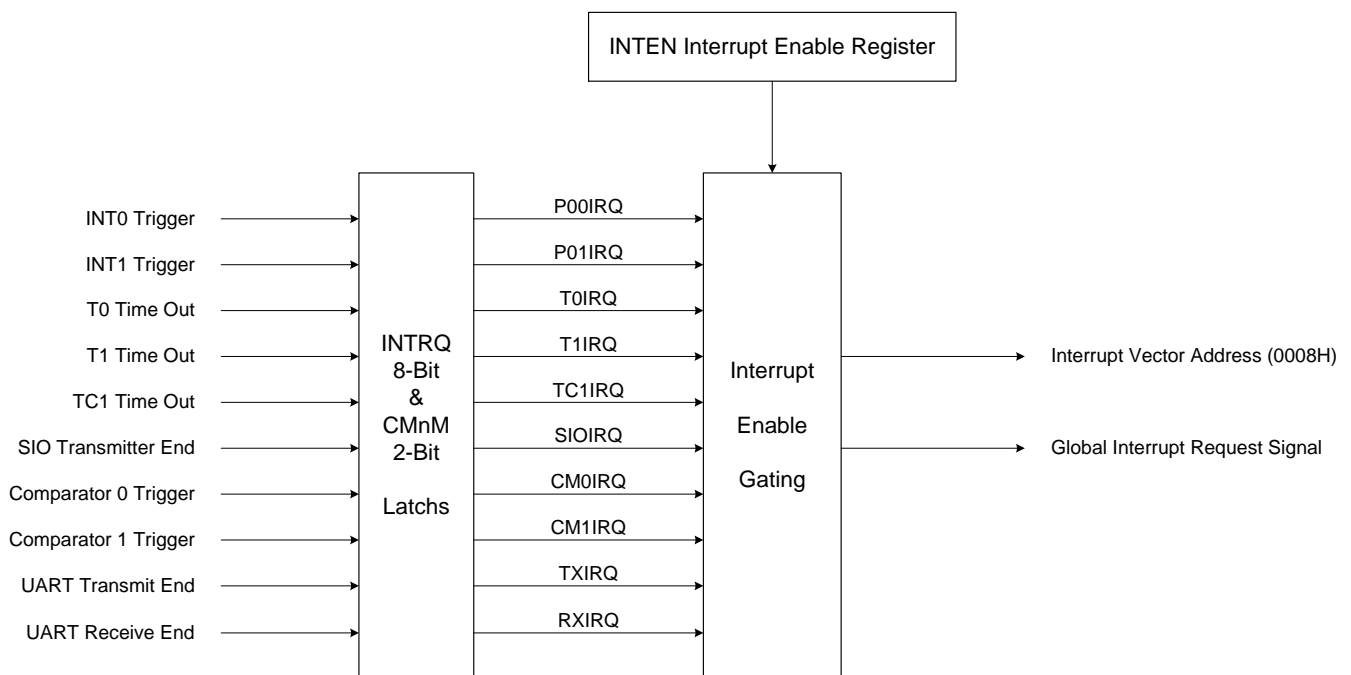 INTEN Interrupt Enable Register
INT0 Trigger
INT1 Trigger
T0 Time Out
T1 Time Out
TC1 Time Out
SIO Transmitter End
Comparator 0 Trigger
Comparator 1 Trigger
UART Transmit End
UART Receive End
INTRQ
8-Bit
&
CMnM
2-Bit
Latchs
P00IRQ
P01IRQ
T0IRQ
T1IRQ
TC1IRQ
SIOIRQ
CM0IRQ
CM1IRQ
TXIRQ
RXIRQ
Interrupt
Enable
Gating
Interrupt Vector Address (0008H)
Global Interrupt Request Signal